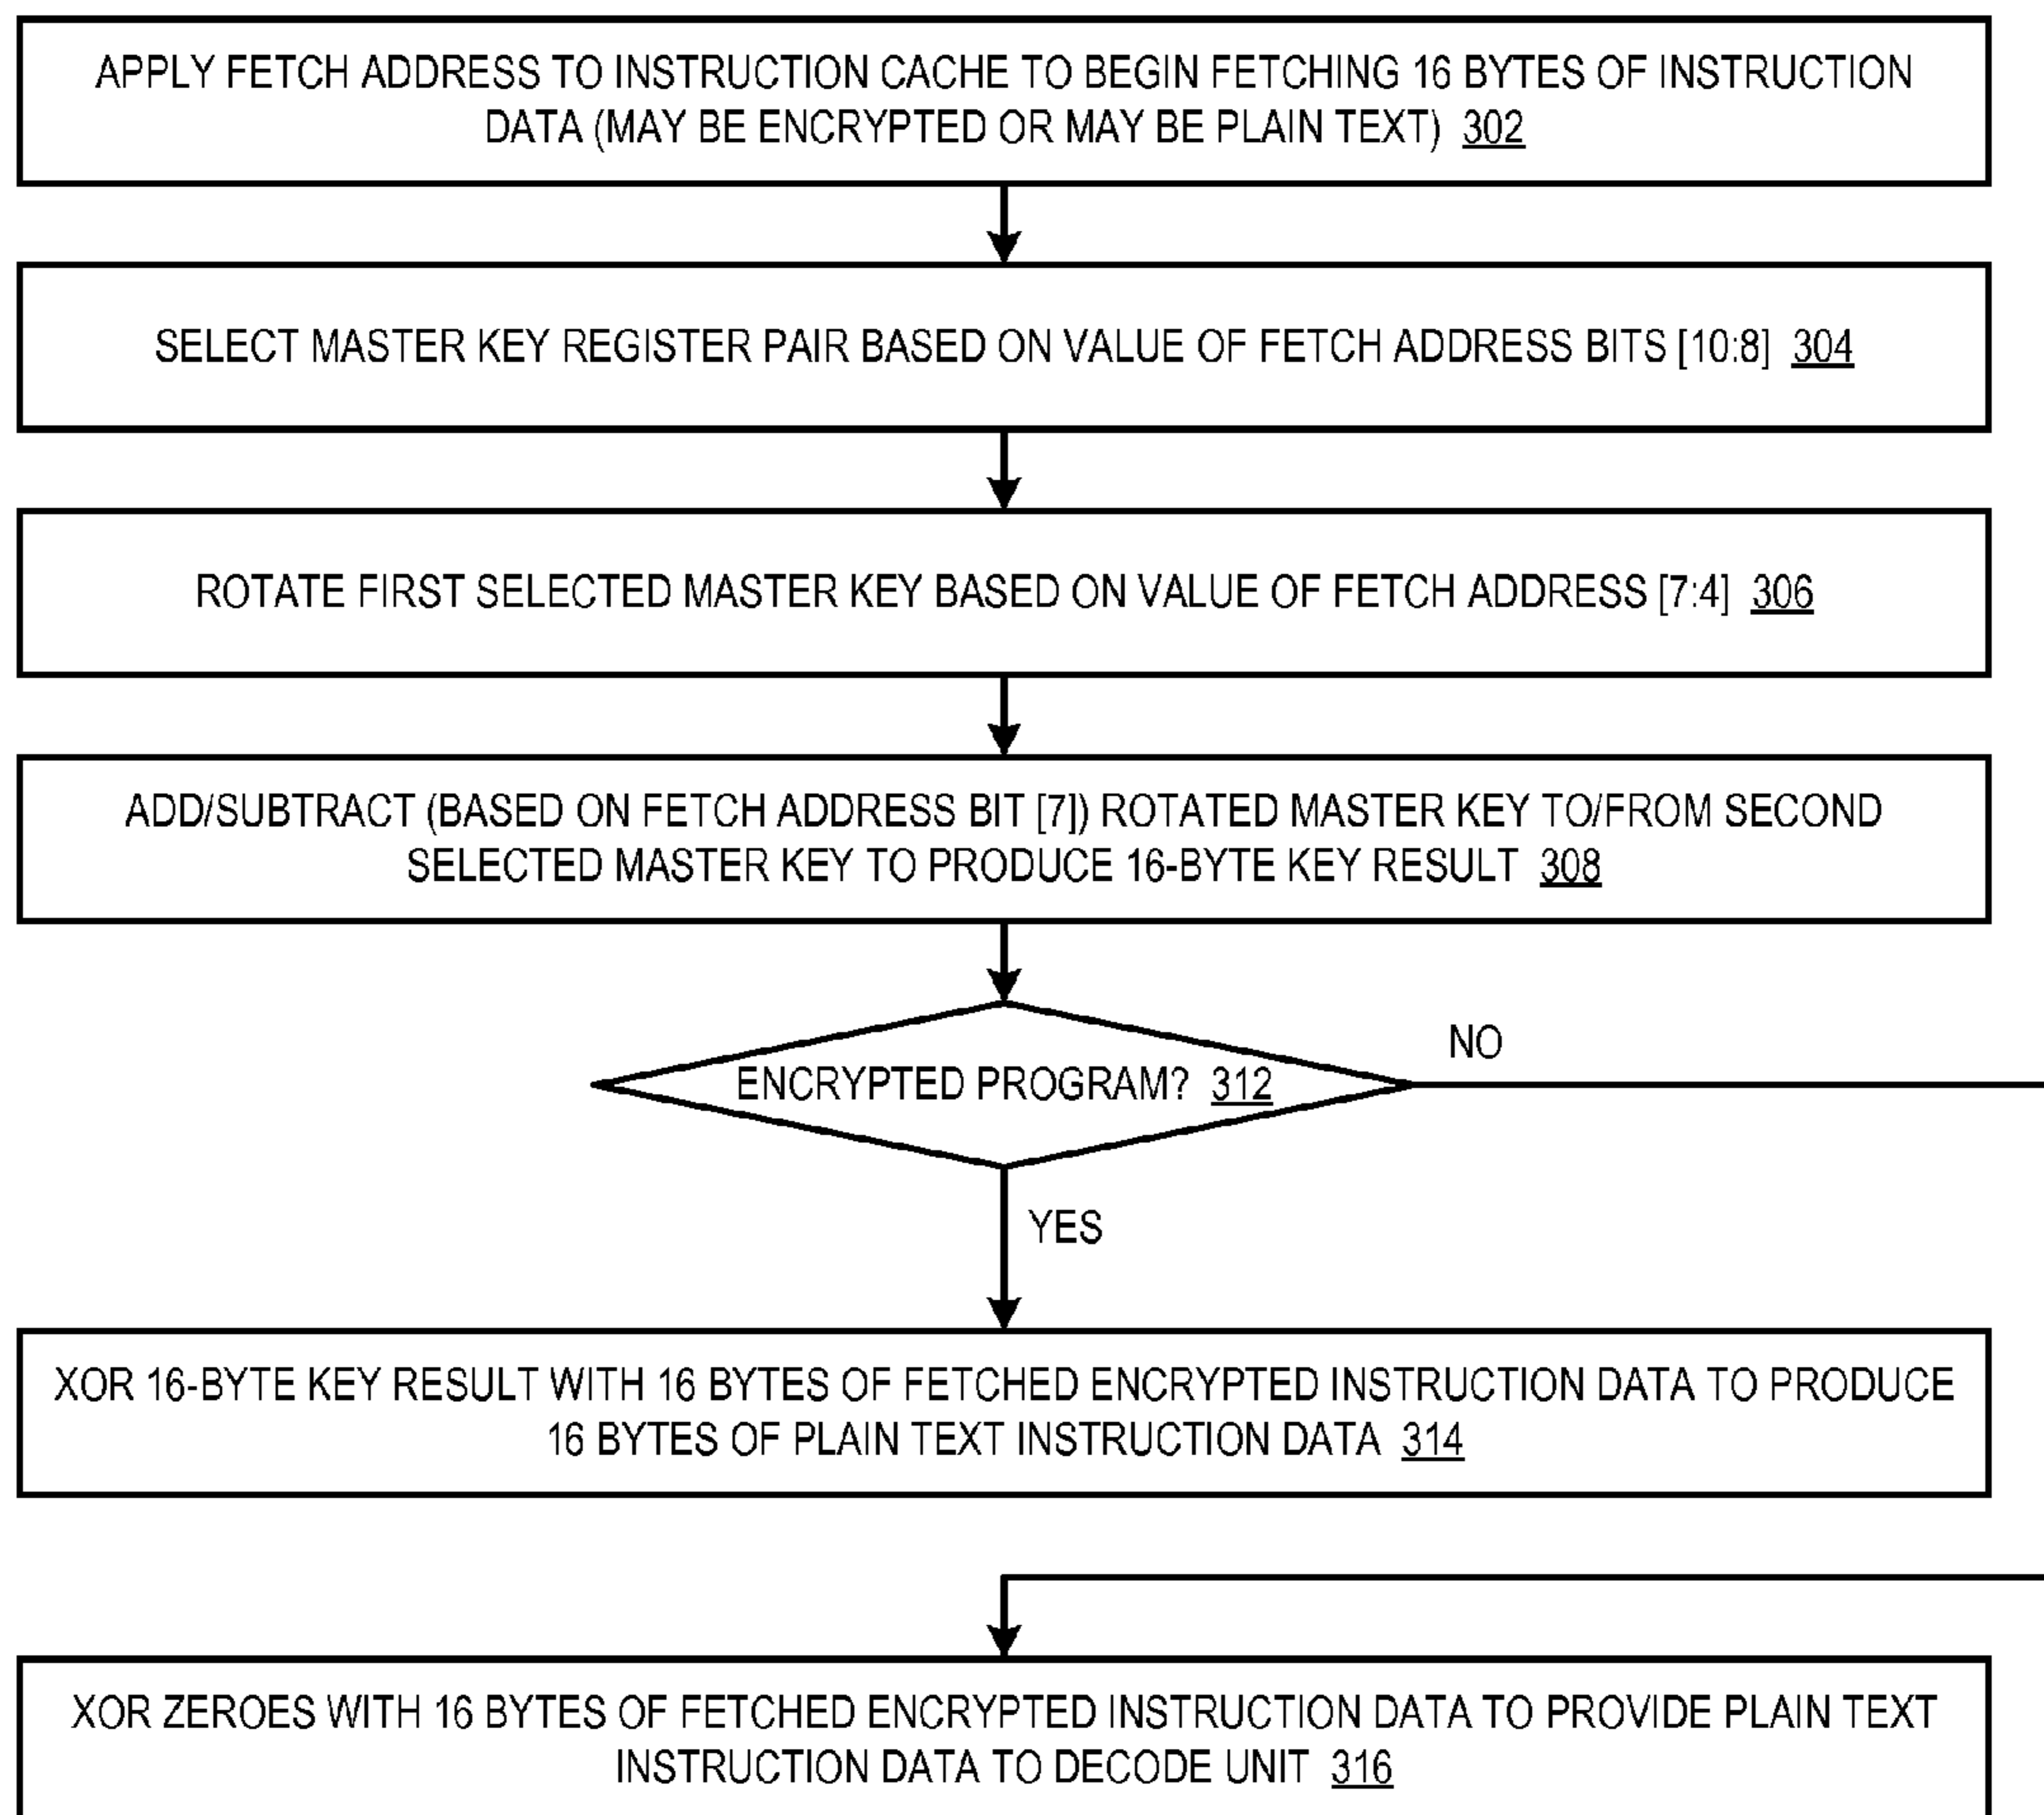 APPLY FETCH ADDRESS TO INSTRUCTION CACHE TO BEGIN FETCHING 16 BYTES OF INSTRUCTION
DATA (MAY BE ENCRYPTED OR MAY BE PLAIN TEXT) 302
SELECT MASTER KEY REGISTER PAIR BASED ON VALUE OF FETCH ADDRESS BITS [10:8] 304
ROTATE FIRST SELECTED MASTER KEY BASED ON VALUE OF FETCH ADDRESS [7:4] 306
ADD/SUBTRACT (BASED ON FETCH ADDRESS BIT [7]) ROTATED MASTER KEY TO/FROM SECOND
SELECTED MASTER KEY TO PRODUCE 16-BYTE KEY RESULT 308
NO
ENCRYPTED PROGRAM? 312
YES
XOR 16-BYTE KEY RESULT WITH 16 BYTES OF FETCHED ENCRYPTED INSTRUCTION DATA TO PRODUCE
16 BYTES OF PLAIN TEXT INSTRUCTION DATA 314
XOR ZEROES WITH 16 BYTES OF FETCHED ENCRYPTED INSTRUCTION DATA TO PROVIDE PLAIN TEXT
INSTRUCTION DATA TO DECODE UNIT 316